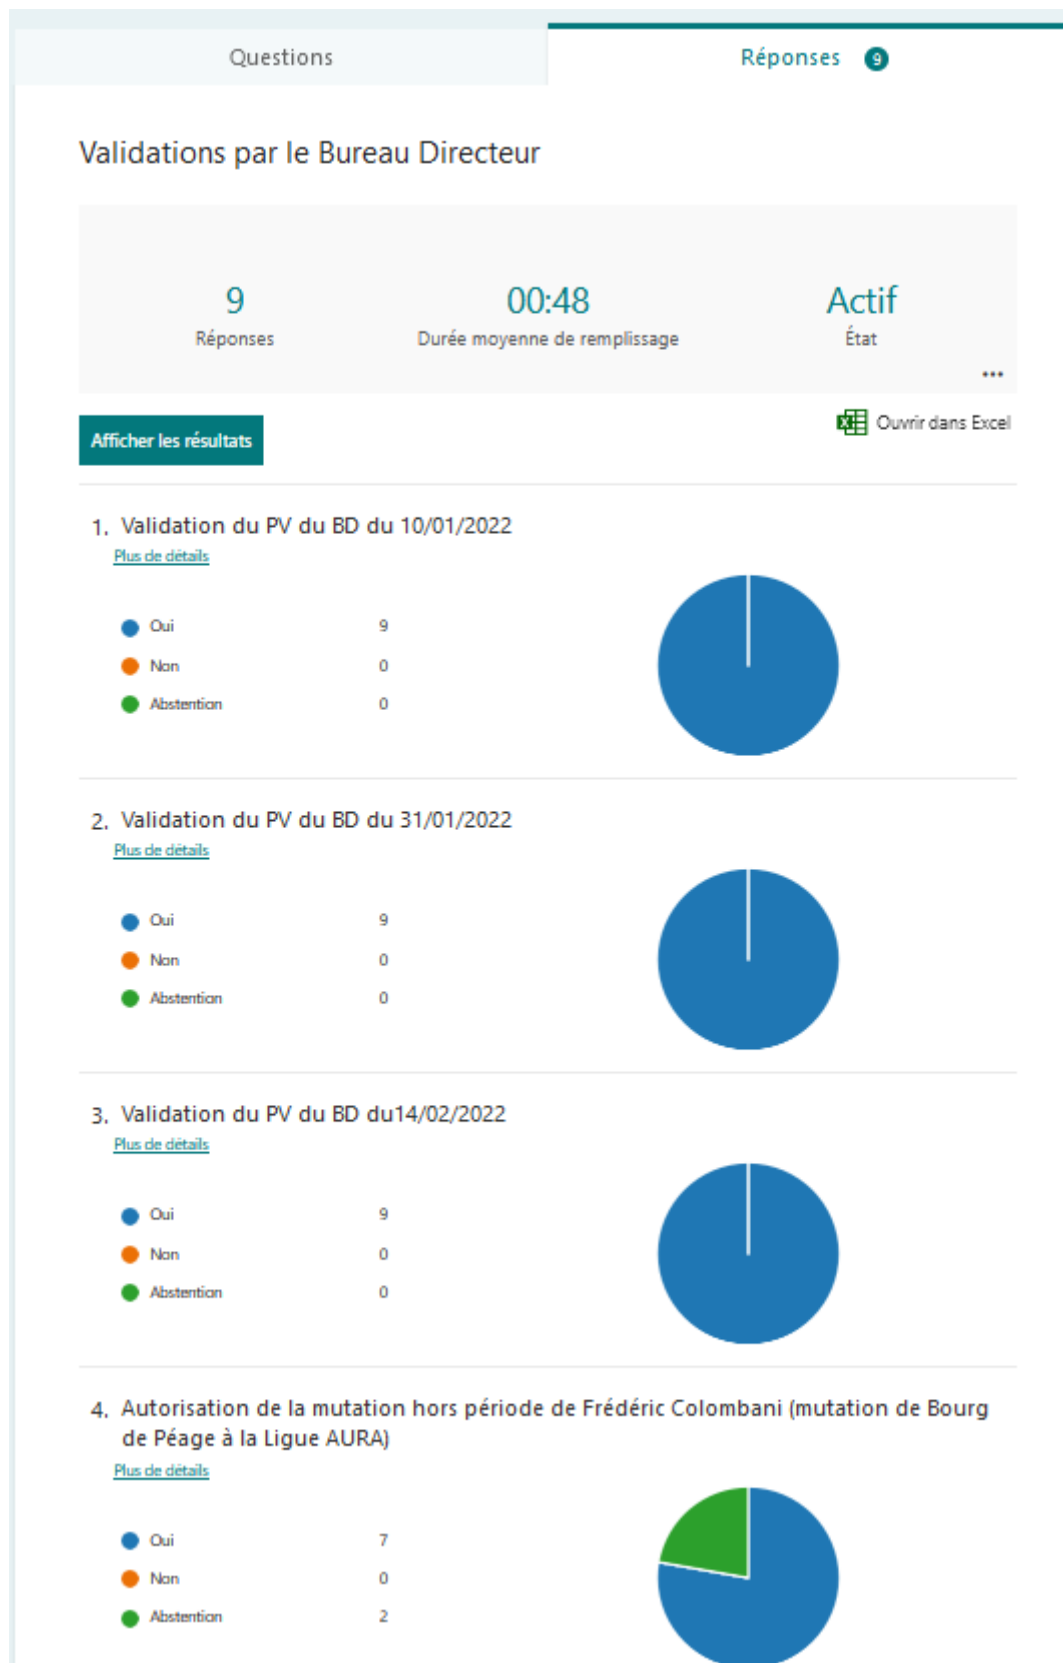 Questions
Réponses 9
Validations par le Bureau Directeur
9
Réponses
00:48
Durée moyenne de remplissage
Actif
État
...
Afficher les résultats
Ouvrir dans Excel
1. Validation du PV du BD du 10/01/2022
Plus de détails
Oui 9
Non 0
Abstention 0
2. Validation du PV du BD du 31/01/2022
Plus de détails
Oui 9
Non 0
Abstention 0
3. Validation du PV du BD du14/02/2022
Plus de détails
Oui 9
Non 0
Abstention 0
4. Autorisation de la mutation hors période de Frédéric Colombani (mutation de Bourg
de Péage à la Ligue AURA)
Plus de détails
Oui 7
Non 0
Abstention 2